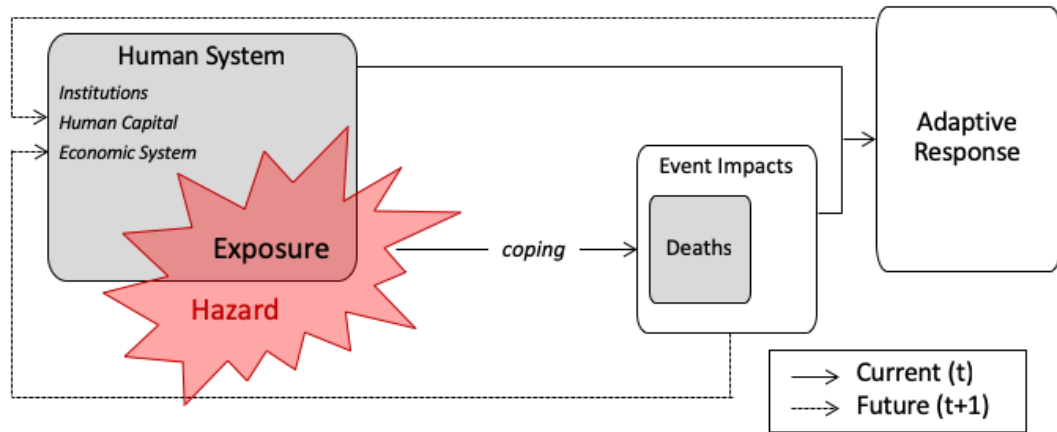 Human System
Institutions
Human Capital
Economic System
Exposure
Hazard
coping
Event Impacts
Deaths
Adaptive
Response
Current (t)
Future (t+1)